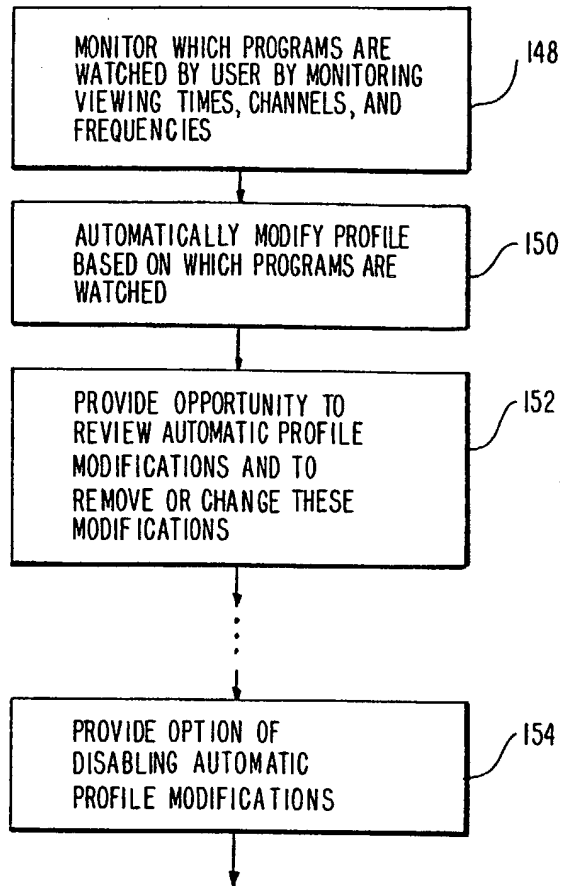 MONITOR WHICH PROGRAMS ARE
WATCHED BY USER BY MONITORING
VIEWING TIMES, CHANNELS, AND
FREQUENCIES
148
AUTOMATICALLY MODIFY PROFILE
BASED ON WHICH PROGRAMS ARE
WATCHED
150
PROVIDE OPPORTUNITY TO
REVIEW AUTOMATIC PROFILE
MODIFICATIONS AND TO
REMOVE OR CHANGE THESE
MODIFICATIONS
152
PROVIDE OPTION OF
DISABLING AUTOMATIC
PROFILE MODIFICATIONS
154